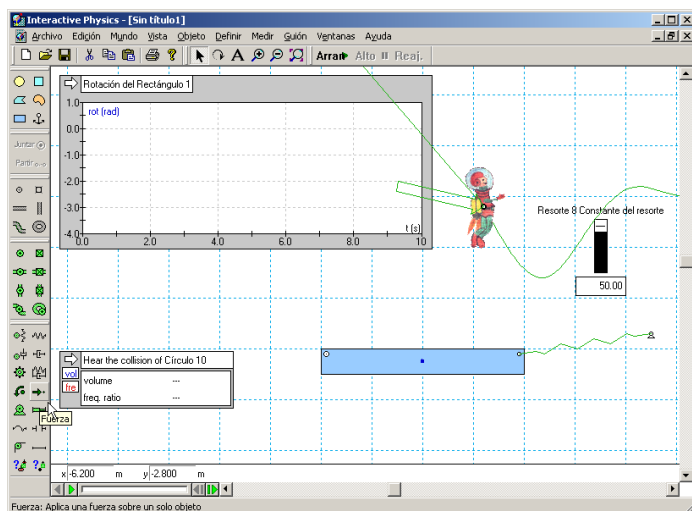 Interactive Physics - [Sin título1]
Archivo Edición Mundo Vista Objeto Definir Medir Guión Ventanas Ayuda
A Arran Alto Reaj.
Rotación del Rectángulo 1
rot (rad)
1.0
0.0
-1.0
-2.0
-3.0
-4.0
t (s)
0.0 2.0 4.0 6.0 8.0 10
Juntar
Partir
Resorte 8 Constante del resorte
50.00
Hear the collision of Círculo 10
vol
volume ---
fre
freq. ratio ---
Fuerza
x -6.200 m y -2.800 m
Fuerza: Aplica una fuerza sobre un solo objeto